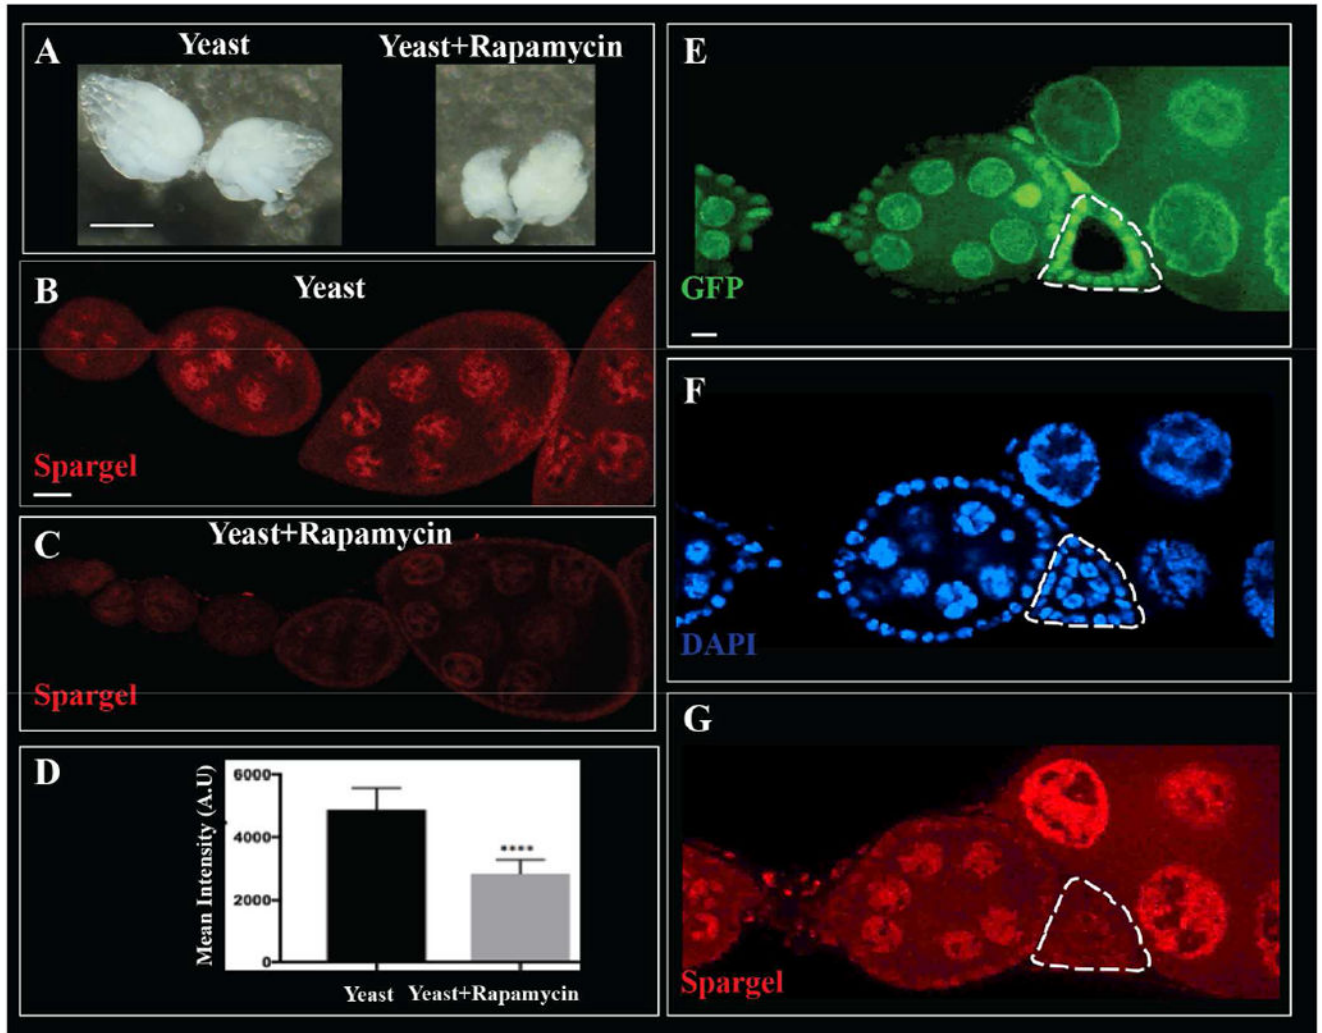 A
Yeast
Yeast+Rapamycin
B
Yeast
Spargel
C
Yeast+Rapamycin
Spargel
D
Mean Intensity (A.U)
6000
4000
2000
0
****
Yeast
Yeast+Rapamycin
E
GFP
F
DAPI
G
Spargel